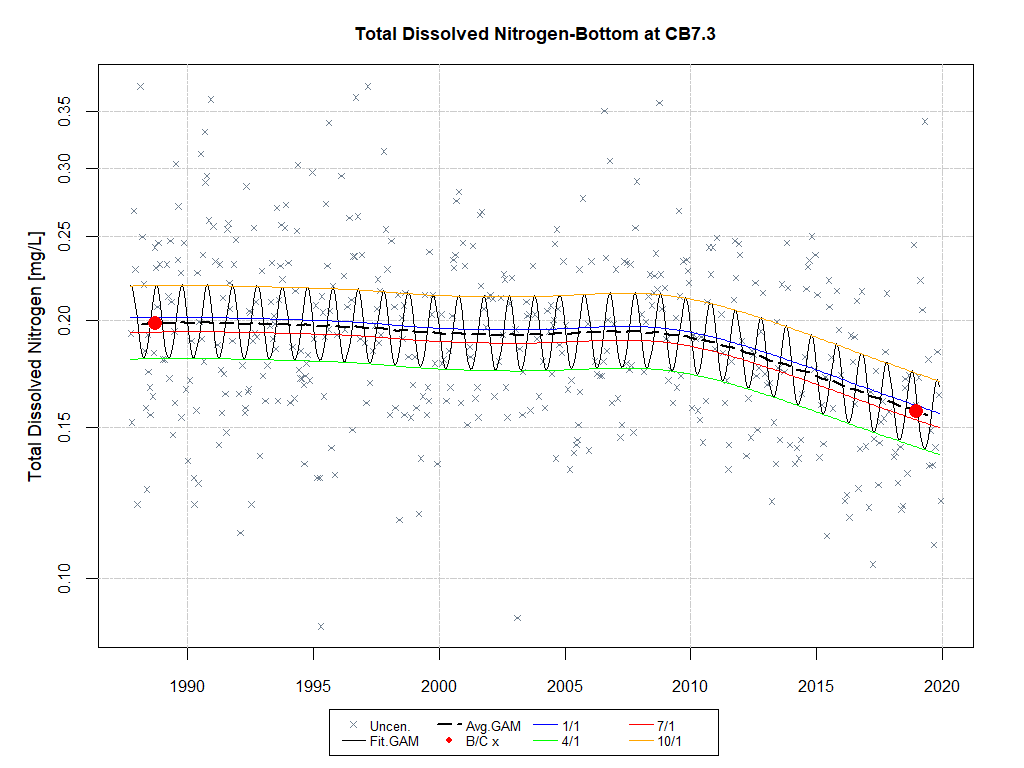 Total Dissolved Nitrogen-Bottom at CB7.3
Total Dissolved Nitrogen [mg/L]
0.35
0.30
0.25
0.20
0.15
0.10
1990 1995 2000 2005 2010 2015 2020
Uncen. Avg.GAM 1/1 7/1
Fit.GAM B/C x 4/1 10/1